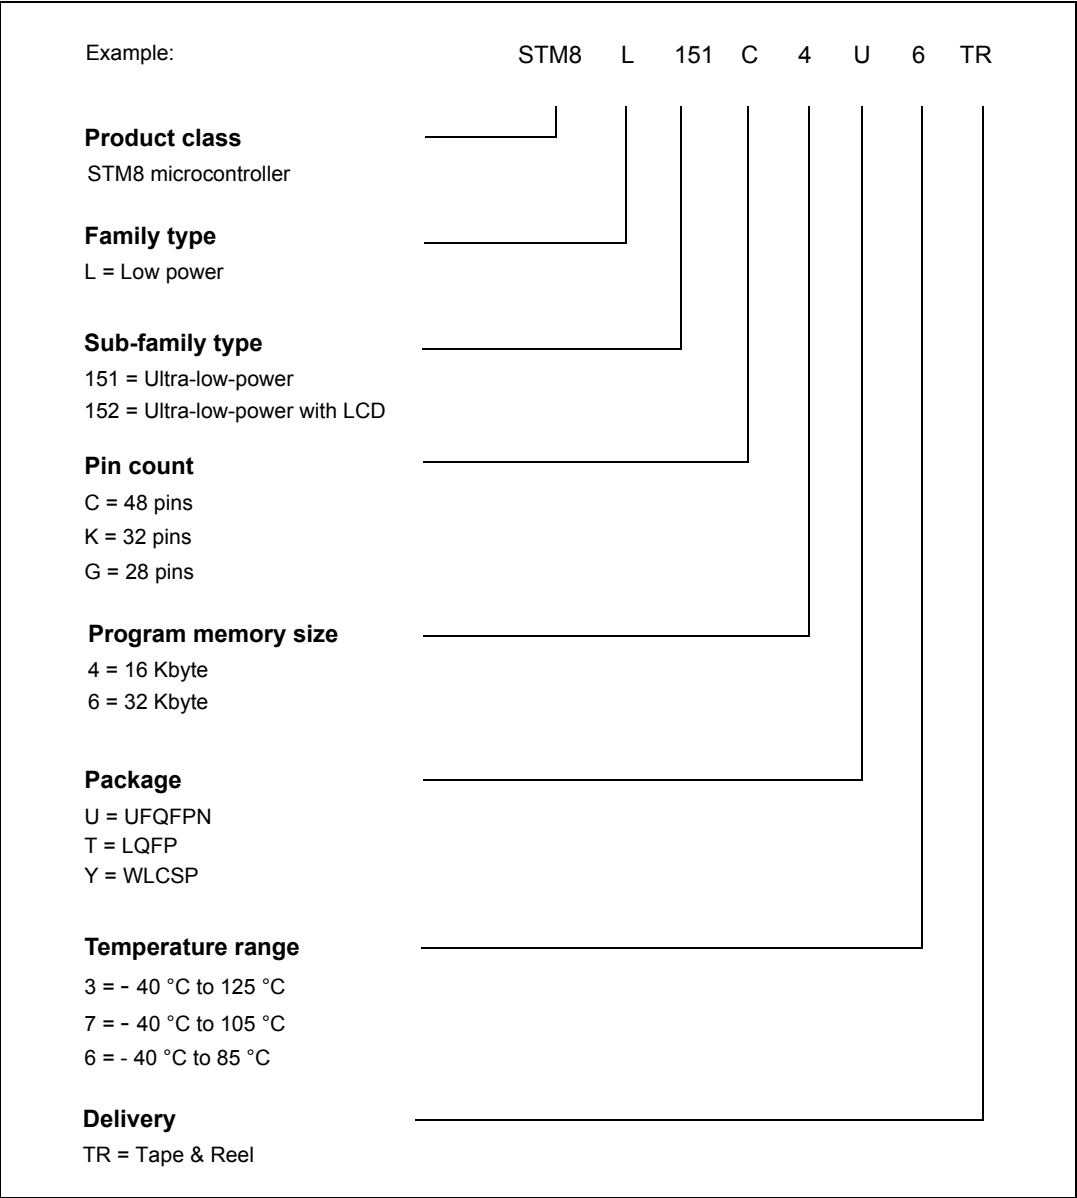 Example: STM8 L 151 C 4 U 6 TR
Product class
STM8 microcontroller
Family type
L = Low power
Sub-family type
151 = Ultra-low-power
152 = Ultra-low-power with LCD
Pin count
C = 48 pins
K = 32 pins
G = 28 pins
Program memory size
4 = 16 Kbyte
6 = 32 Kbyte
Package
U = UFQFPN
T = LQFP
Y = WLCSP
Temperature range
3 = - 40 °C to 125 °C
7 = - 40 °C to 105 °C
6 = - 40 °C to 85 °C
Delivery
TR = Tape & Reel